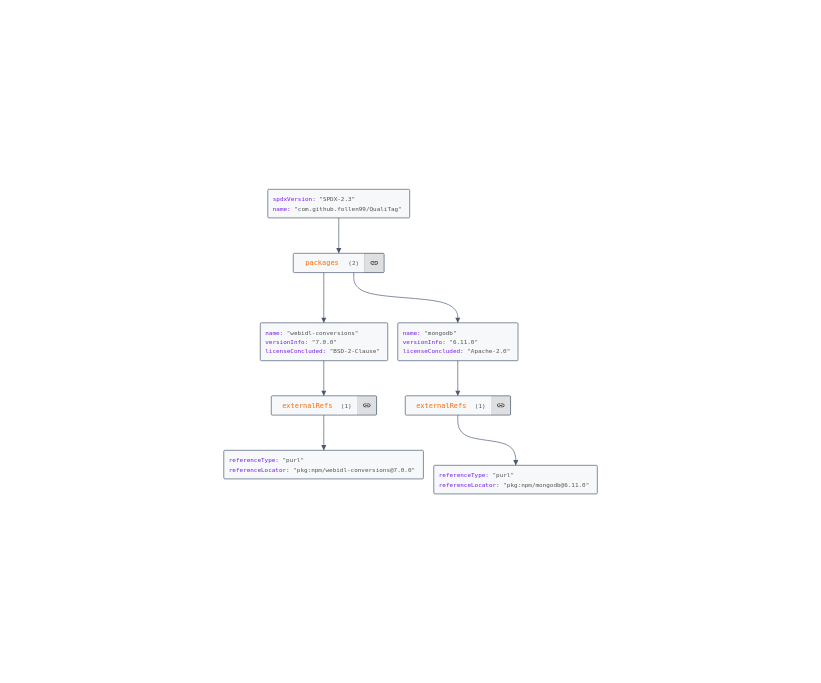 spdxVersion: "SPDX-2.3"
name: "com.github.follen99/QualiTag"
packages (2)
name: "webidl-conversions"
versionInfo: "7.0.0"
licenseConcluded: "BSD-2-Clause"
name: "mongodb"
versionInfo: "6.11.0"
licenseConcluded: "Apache-2.0"
externalRefs (1)
externalRefs (1)
referenceType: "purl"
referenceLocator: "pkg:npm/webidl-conversions@7.0.0"
referenceType: "purl"
referenceLocator: "pkg:npm/mongodb@6.11.0"